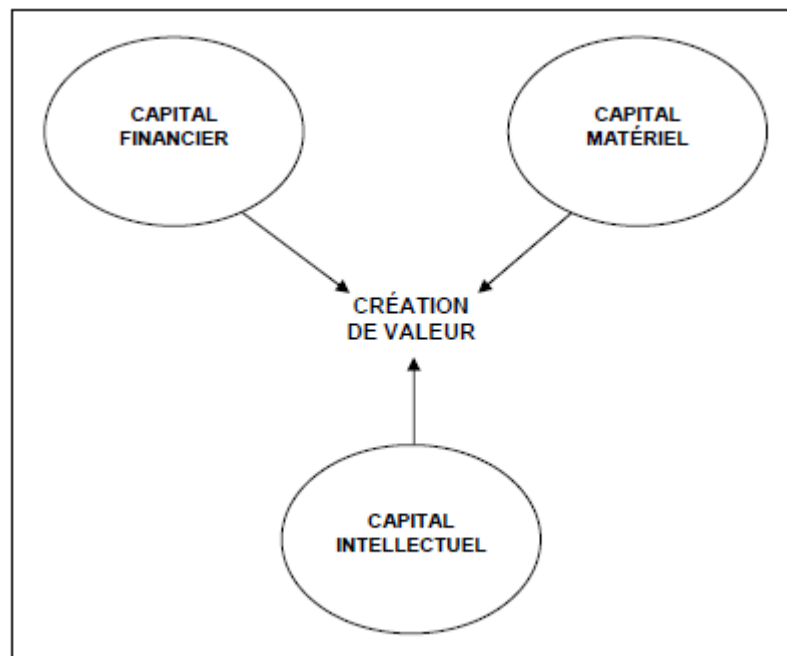 CAPITAL
FINANCIER
CAPITAL
MATÉRIEL
CRÉATION
DE VALEUR
CAPITAL
INTELLECTUEL